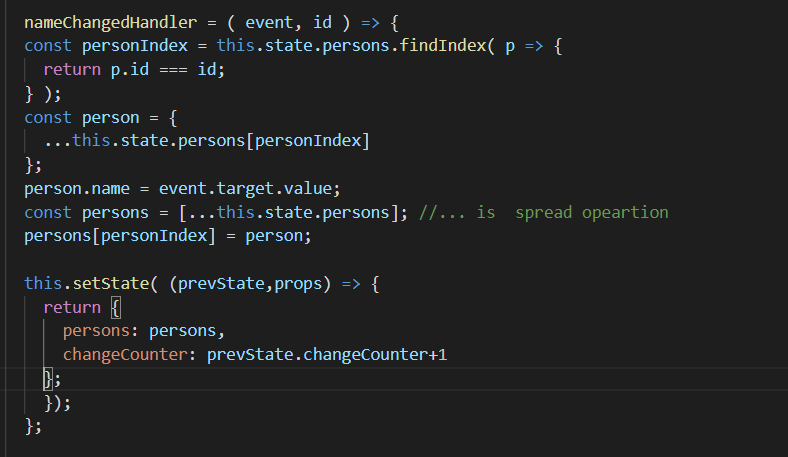 nameChangedHandler = ( event, id ) => {
const personIndex = this.state.persons.findIndex( p => {
return p.id === id;
} );
const person = {
...this.state.persons[personIndex]
};
person.name = event.target.value;
const persons = [...this.state.persons]; //... is  spread opeartion
persons[personIndex] = person;
this.setState( (prevState,props) => {
return {
persons: persons,
changeCounter: prevState.changeCounter+1
};
});
};